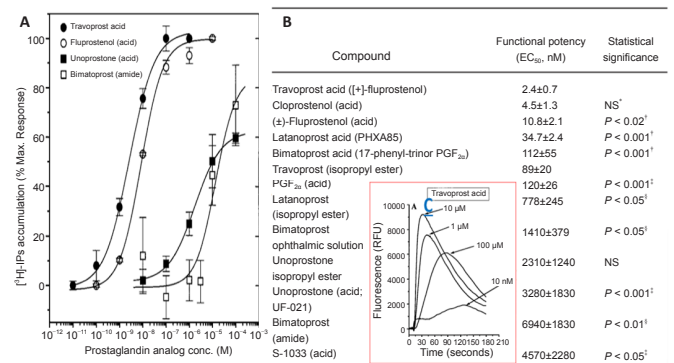 A
Travoprost acid
Fluprostenol (acid)
Unoprostone (acid)
Bimatoprost (amide)
[³H]-IPs accumulation (% Max. Response)
100
80
60
40
20
0
10⁻¹² 10⁻¹¹ 10⁻¹⁰ 10⁻⁹ 10⁻⁸ 10⁻⁷ 10⁻⁶ 10⁻⁵ 10⁻⁴ 10⁻³
Prostaglandin analog conc. (M)
B
Compound Functional potency (EC₅₀, nM) Statistical significance
Travoprost acid ([+]-fluprostenol) 2.4±0.7
Cloprostenol (acid) 4.5±1.3 NS*
(±)-Fluprostenol (acid) 10.8±2.1 P < 0.02†
Latanoprost acid (PHXA85) 34.7±2.4 P < 0.001†
Bimatoprost acid (17-phenyl-trinor PGF₂α) 112±55 P < 0.001†
Travoprost (isopropyl ester) 89±20
PGF₂α (acid) 120±26 P < 0.001‡
Latanoprost 778±245 P < 0.05§
(isopropyl ester)
Bimatoprost
ophthalmic solution 1410±379 P < 0.05§
Unoprostone
isopropyl ester 2310±1240 NS
Unoprostone (acid; 3280±1830 P < 0.001‡
UF-021)
Bimatoprost 6940±1830 P < 0.01§
(amide)
S-1033 (acid) 4570±2280 P < 0.05‡
Travoprost acid
A
C
10 µM
1 µM
100 µM
10 nM
Fluorescence (RFU)
10000
8000
6000
4000
2000
0
0 30 60 90 120 150 180 210
Time (seconds)